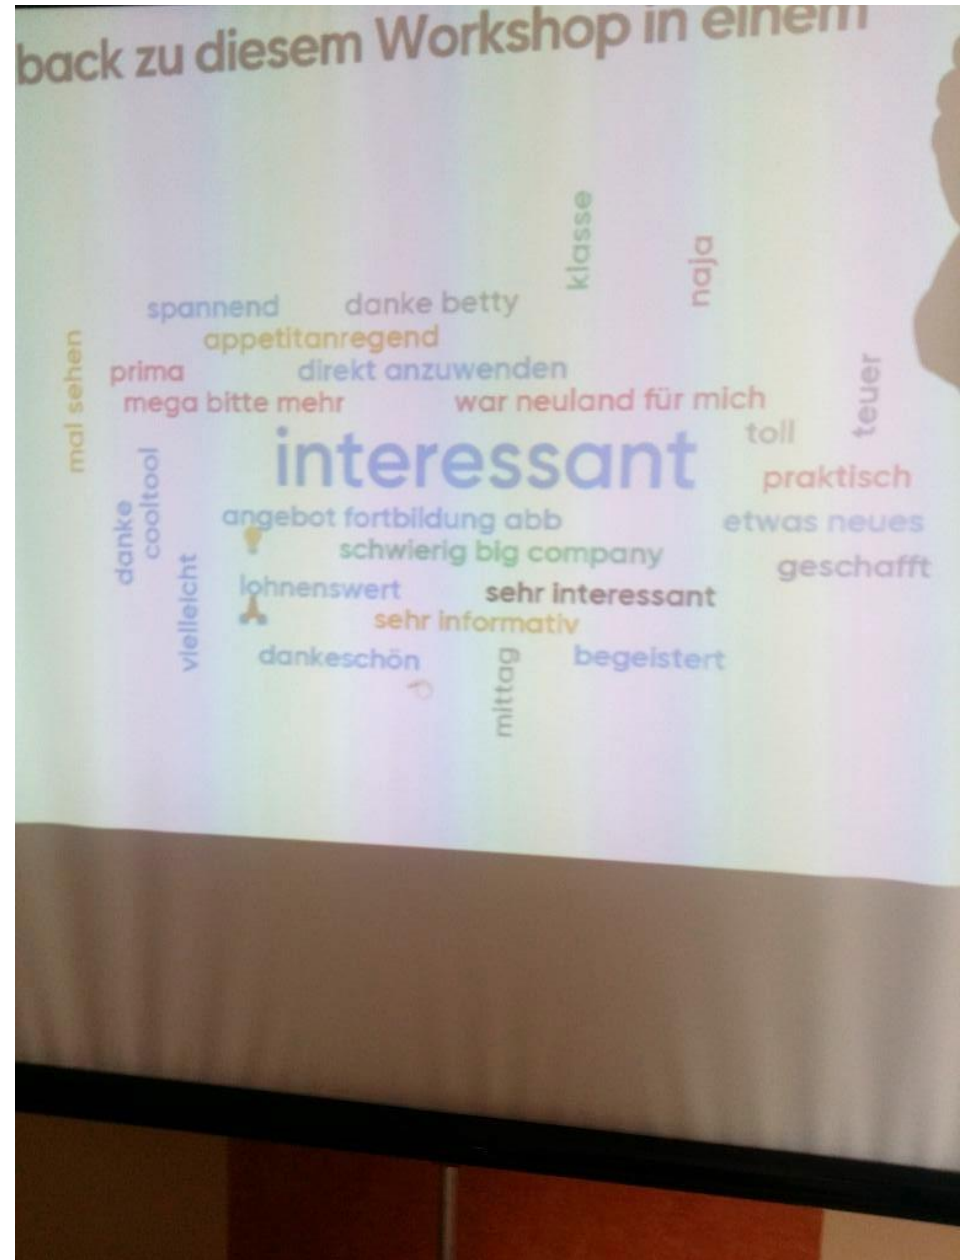 back zu diesem Workshop in einem
klasse
naja
spannend
danke betty
appetitanregend
mal sehen
prima
direkt anzuwenden
teuer
mega bitte mehr
war neuland für mich
toll
interessant
praktisch
cooltool
danke
angebot fortbildung abb
etwas neues
schwierig big company
geschafft
vielleicht
lohnenswert
sehr interessant
sehr informativ
dankeschön
mittag
begeistert